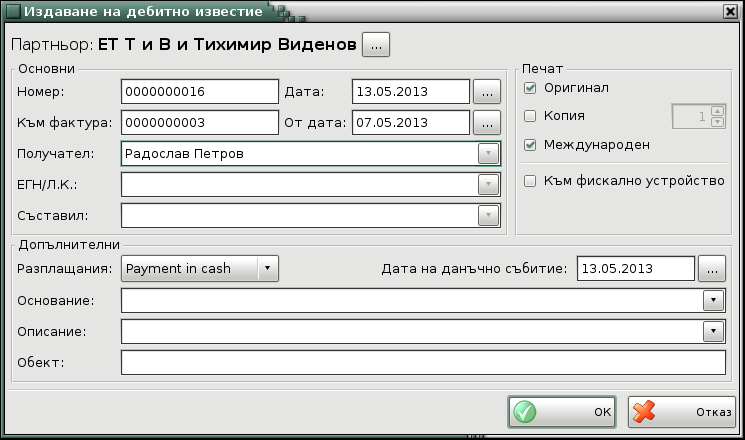 Издаване на дебитно известие
Партньор: ЕТ Т и В и Тихимир Виденов ...
Основни
Номер: 0000000016 Дата: 13.05.2013 ...
Към фактура: 0000000003 От дата: 07.05.2013 ...
Получател: Радослав Петров
ЕГН/Л.К.:
Съставил:
Печат
Оригинал
Копия 1
Международен
Към фискално устройство
Допълнителни
Разплащания: Payment in cash Дата на данъчно събитие: 13.05.2013 ...
Основание:
Описание:
Обект:
OK Отказ